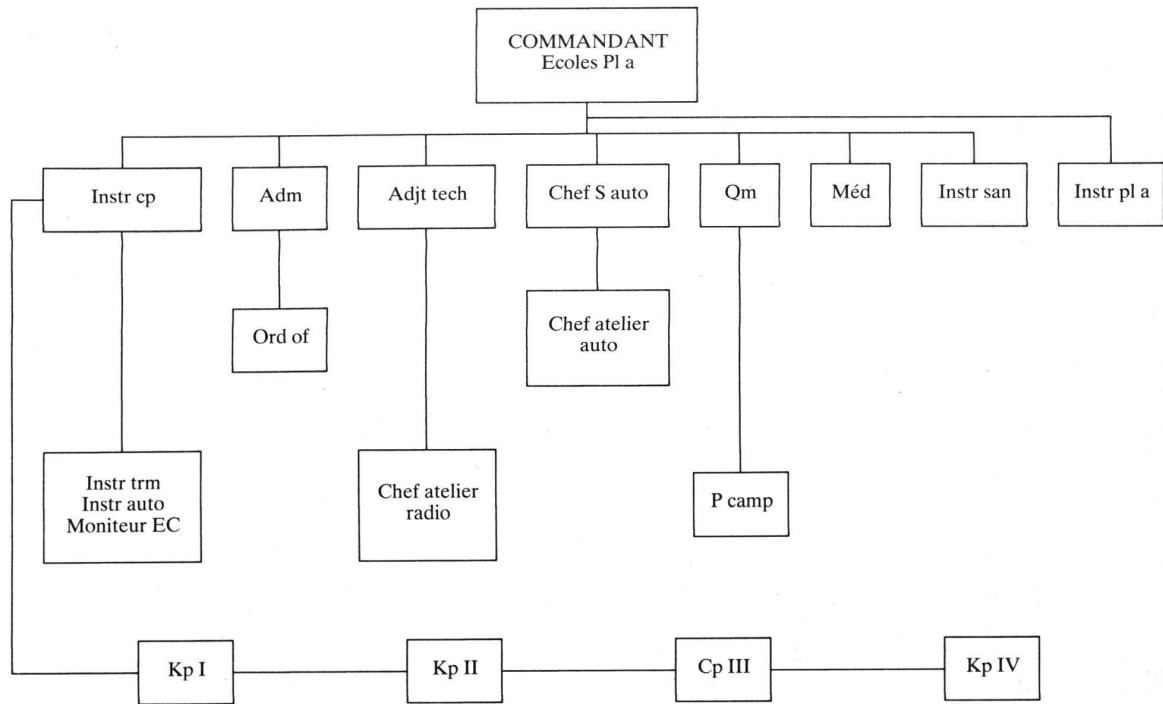 COMMANDANT
Ecoles Pl a
Instr cp
Adm
Adjt tech
Chef S auto
Qm
Méd
Instr san
Instr pl a
Ord of
Chef atelier
auto
Instr trm
Instr auto
Moniteur EC
Chef atelier
radio
P camp
Kp I
Kp II
Cp III
Kp IV